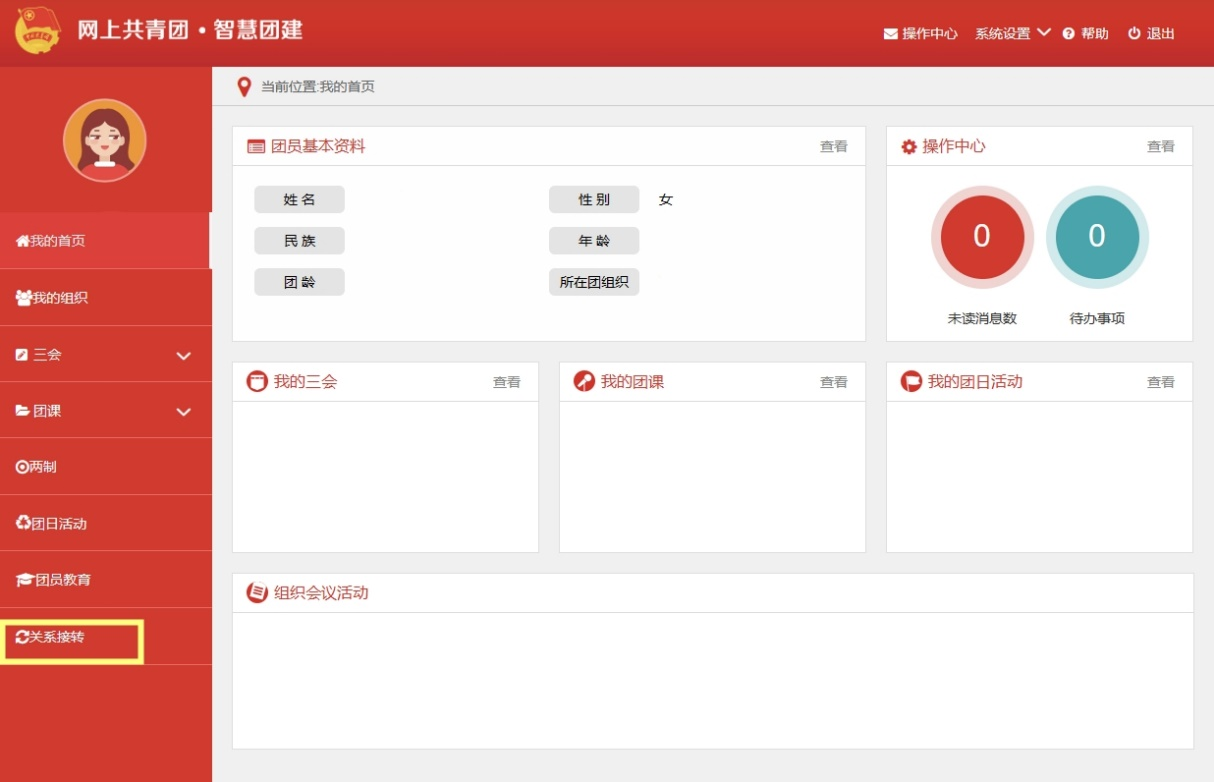 网上共青团·智慧团建
操作中心 系统设置 帮助 退出
当前位置:我的首页
我的首页
我的组织
三会
团课
两制
团日活动
团员教育
关系接转
团员基本资料 查看
姓名 性别 女
民族 年龄
团龄 所在团组织
操作中心 查看
0 0
未读消息数 待办事项
我的三会 查看
我的团课 查看
我的团日活动 查看
组织会议活动